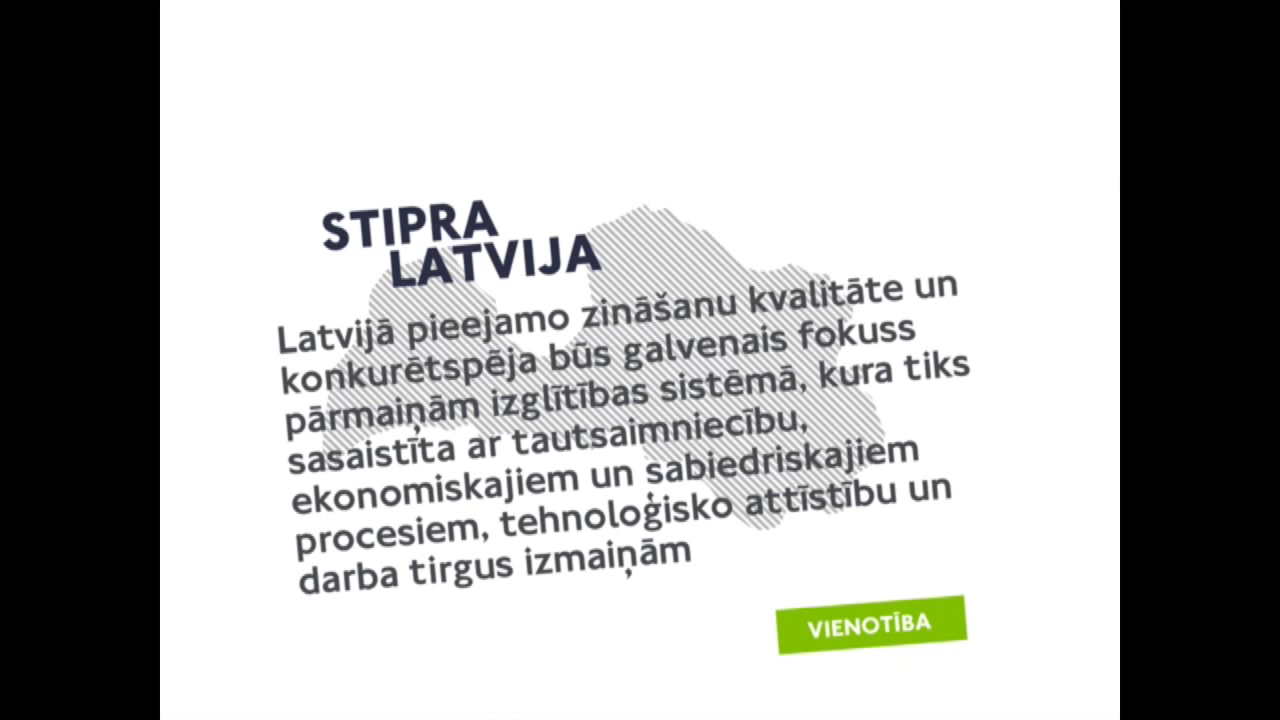 STIPRA
LATVIJA
Latvijā pieejamo zināšanu kvalitāte un
konkurētspēja būs galvenais fokuss
pārmaiņām izglītības sistēmā, kura tiks
sasaistīta ar tautsaimniecību,
ekonomiskajiem un sabiedriskajiem
procesiem, tehnoloģisko attīstību un
darba tirgus izmaiņām
VIENOTĪBA